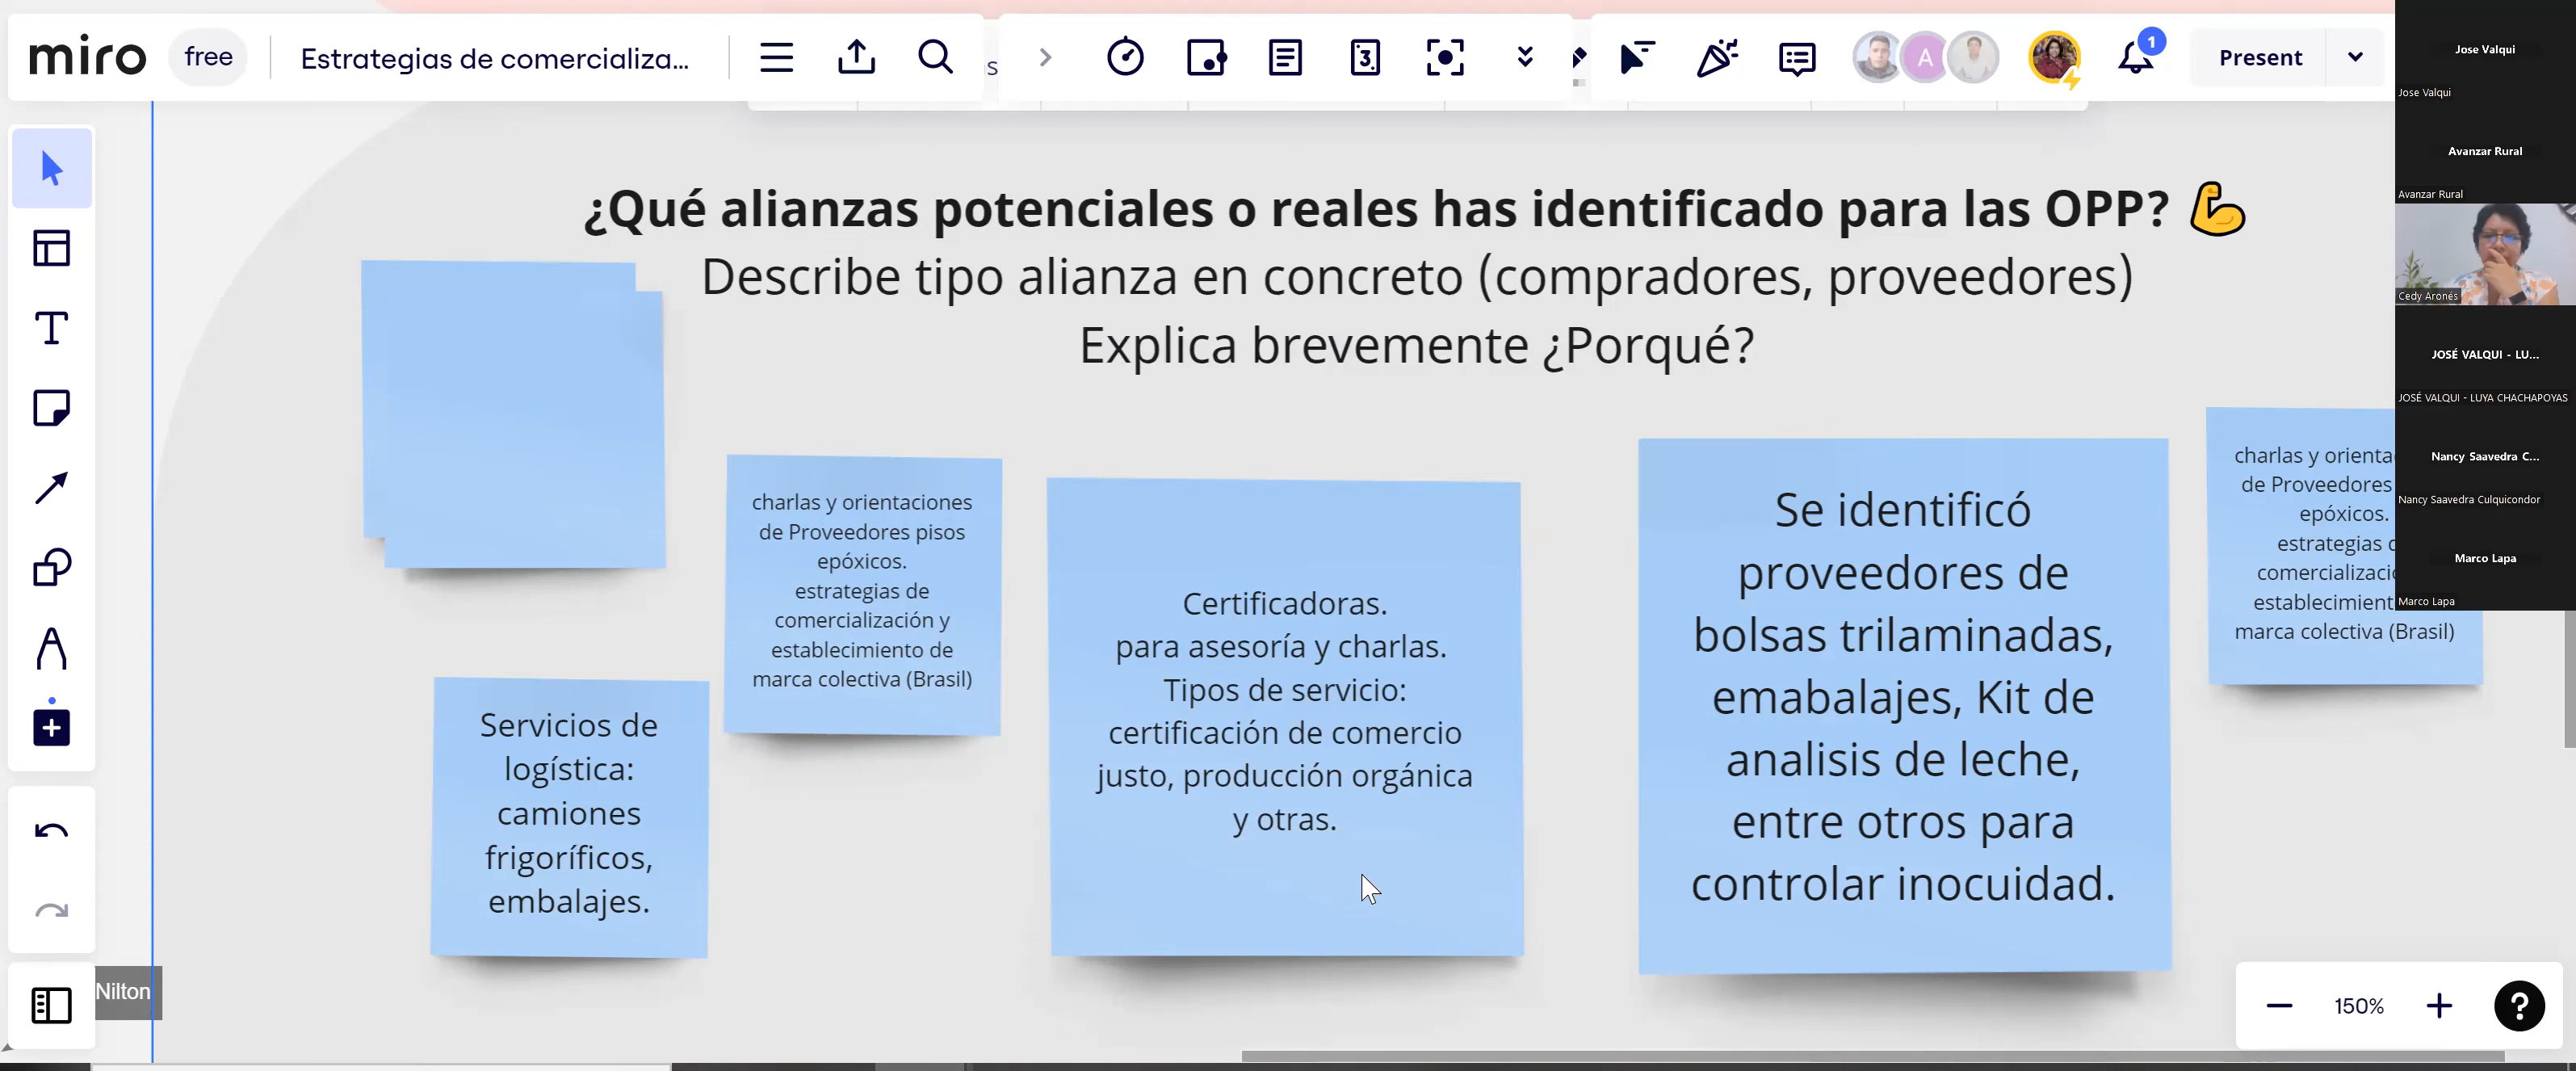 miro
free
Estrategias de comercializa...
s
3
A
1
Present
Jose Valqui
Jose Valqui
Avanzar Rural
Avanzar Rural
Cedy Aronés
JOSÉ VALQUI - LU...
JOSÉ VALQUI - LUYA CHACHAPOYAS
Nancy Saavedra C...
Nancy Saavedra Culquicondor
Marco Lapa
Marco Lapa
¿Qué alianzas potenciales o reales has identificado para las OPP? 💪
Describe tipo alianza en concreto (compradores, proveedores)
Explica brevemente ¿Porqué?
charlas y orientaciones
de Proveedores pisos
epóxicos.
estrategias de
comercialización y
establecimiento de
marca colectiva (Brasil)
Servicios de
logística:
camiones
frigoríficos,
embalajes.
Certificadoras.
para asesoría y charlas.
Tipos de servicio:
certificación de comercio
justo, producción orgánica
y otras.
Se identificó
proveedores de
bolsas trilaminadas,
emabalajes, Kit de
analisis de leche,
entre otros para
controlar inocuidad.
charlas y orienta
de Proveedores
epóxicos.
estrategias
comercializaci
establecimient
marca colectiva (Brasil)
Nilton
150%